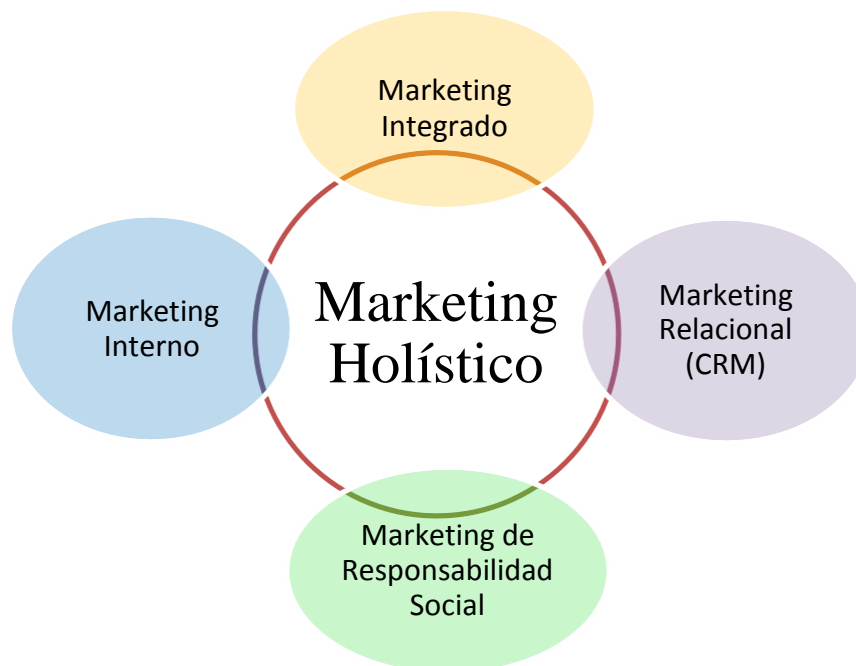 Marketing
Integrado
Marketing
Interno
Marketing
Holístico
Marketing
Relacional
(CRM)
Marketing de
Responsabilidad
Social